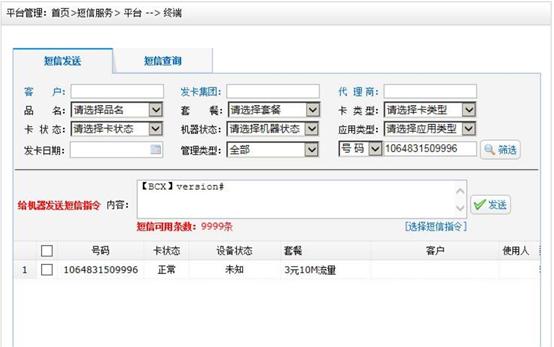 平台管理：首页>短信服务> 平台 --> 终端
短信发送 短信查询
客 户: 发卡集团: 代 理 商:
品 名: 请选择品名 套 餐: 请选择套餐 卡 类 型: 请选择卡类型
卡 状 态: 请选择卡状态 机器状态: 请选择机器状态 应用类型: 请选择应用类型
发卡日期: 管理类型: 全部 号 码 1064831509996 筛选
给机器发送短信指令 内容: 【BCX】version# 发送
短信可用条数: 9999条 [选择短信指令]
号码 卡状态 设备状态 套餐 客户 使用人
1 1064831509996 正常 未知 3元10M流量